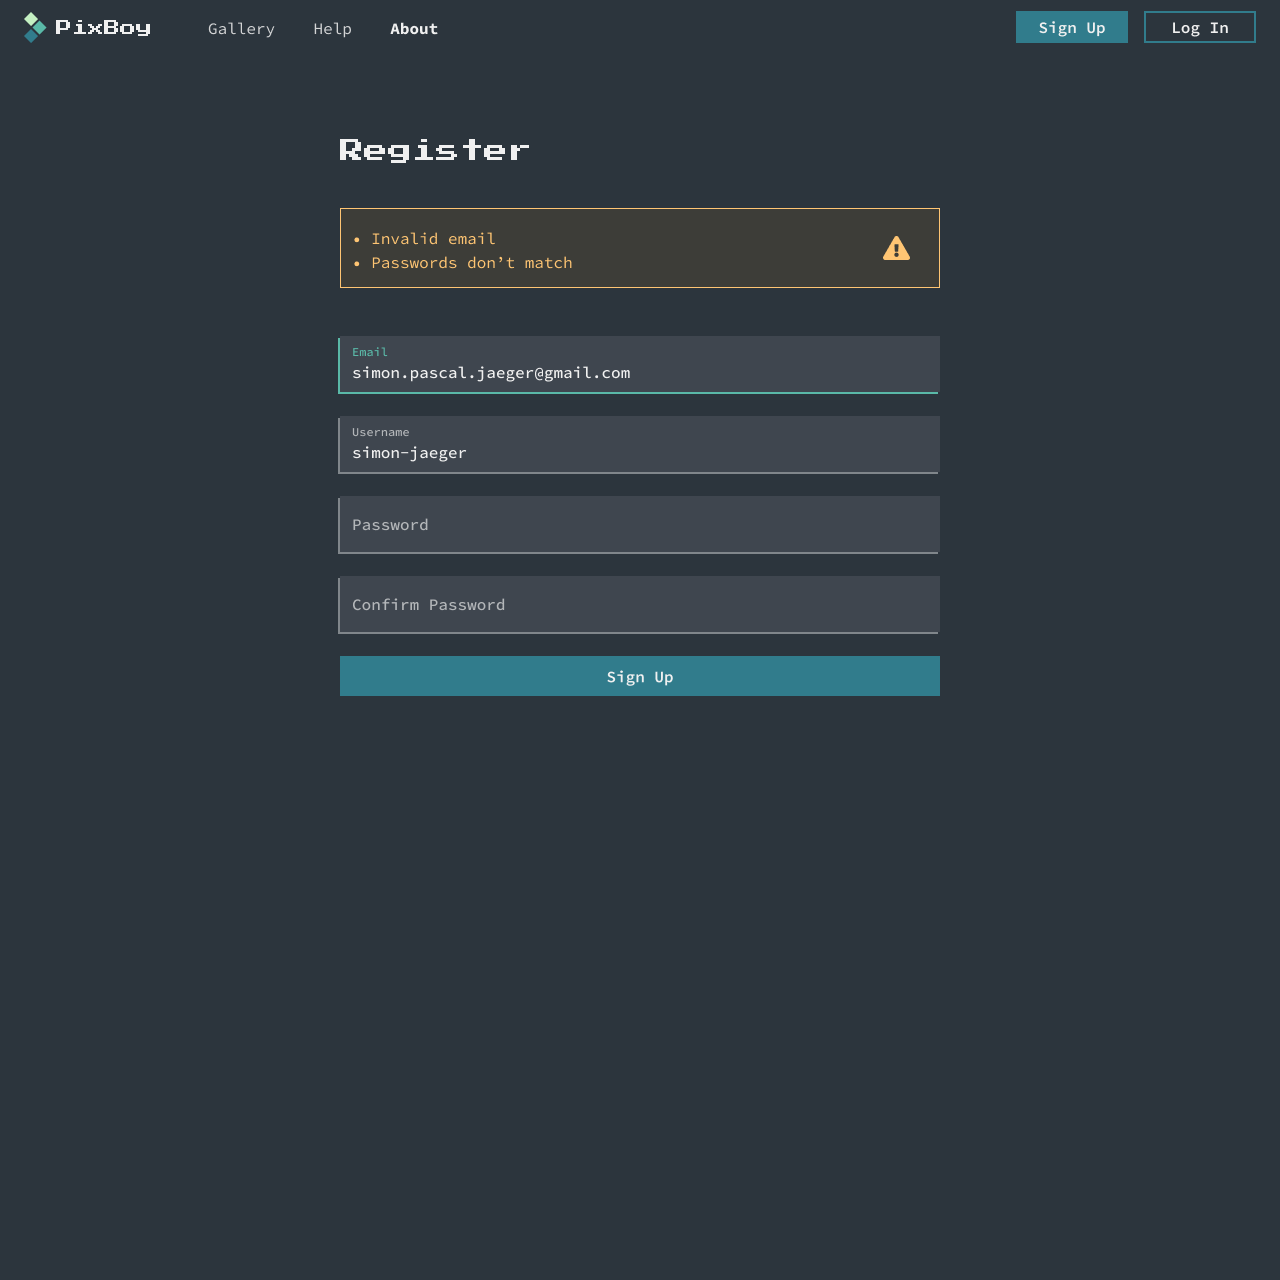 PixBoy Gallery Help About Sign Up Log In
Register
• Invalid email
• Passwords don’t match
Email
simon.pascal.jaeger@gmail.com
Username
simon-jaeger
Password
Confirm Password
Sign Up